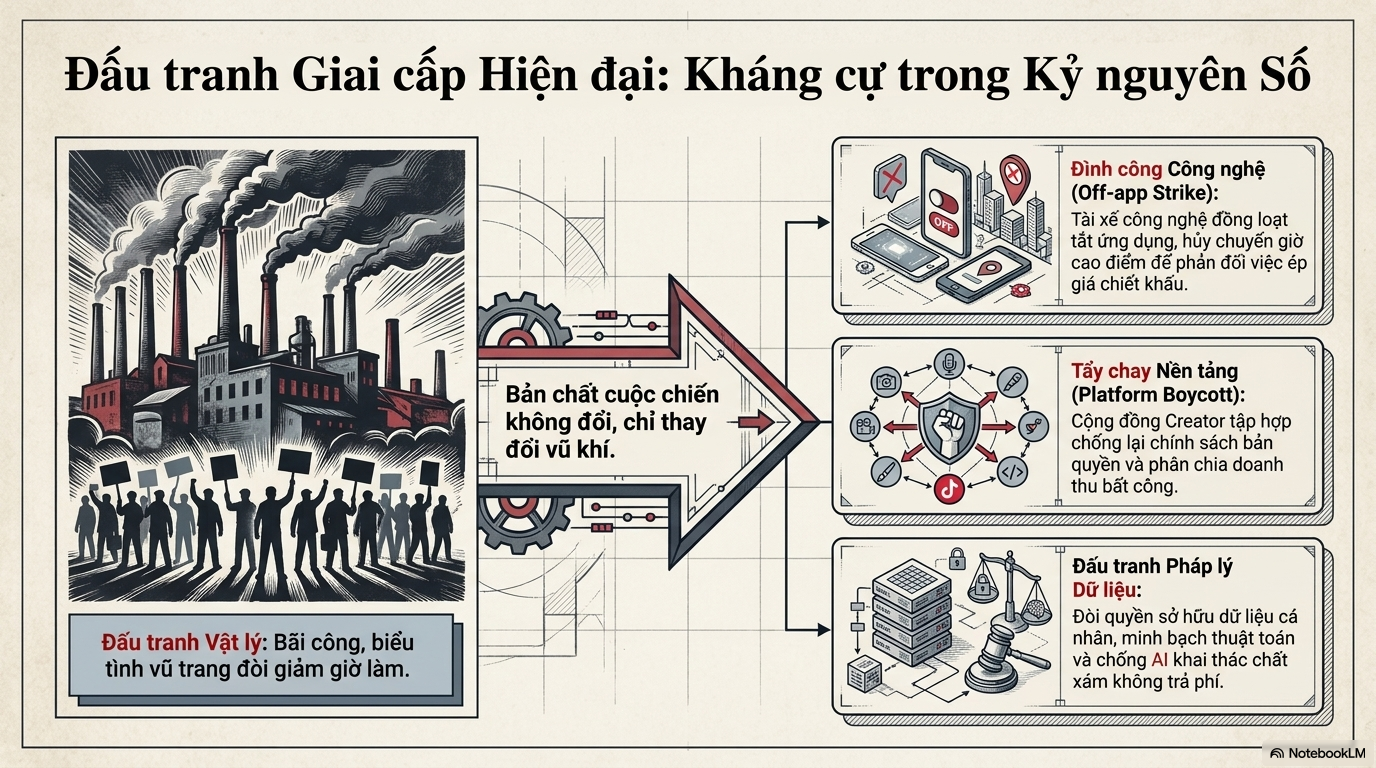 Đấu tranh Giai cấp Hiện đại: Kháng cự trong Kỷ nguyên Số
Đấu tranh Vật lý: Bãi công, biểu
tình vũ trang đòi giảm giờ làm.
Bản chất cuộc chiến
không đổi, chỉ thay
đổi vũ khí.
OFF
Đình công Công nghệ
(Off-app Strike):
Tài xế công nghệ đồng loạt
tắt ứng dụng, hủy chuyến giờ
cao điểm để phản đối việc ép
giá chiết khấu.
</>
Tẩy chay Nền tảng
(Platform Boycott):
Cộng đồng Creator tập hợp
chống lại chính sách bản
quyền và phân chia doanh
thu bất công.
Đấu tranh Pháp lý
Dữ liệu:
Đòi quyền sở hữu dữ liệu cá
nhân, minh bạch thuật toán
và chống AI khai thác chất
xám không trả phí.
NotebookLM